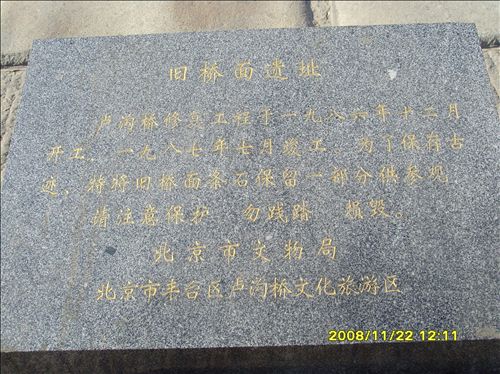 旧桥面遗址
卢沟桥修复工程于一九八六年十二月
开工，一九八七年七月竣工。为了保存古
迹，特将旧桥面条石保留一部分供参观
请注意保护 勿践踏 损毁。
北京市文物局
北京市丰台区卢沟桥文化旅游区
2008/11/22 12:11